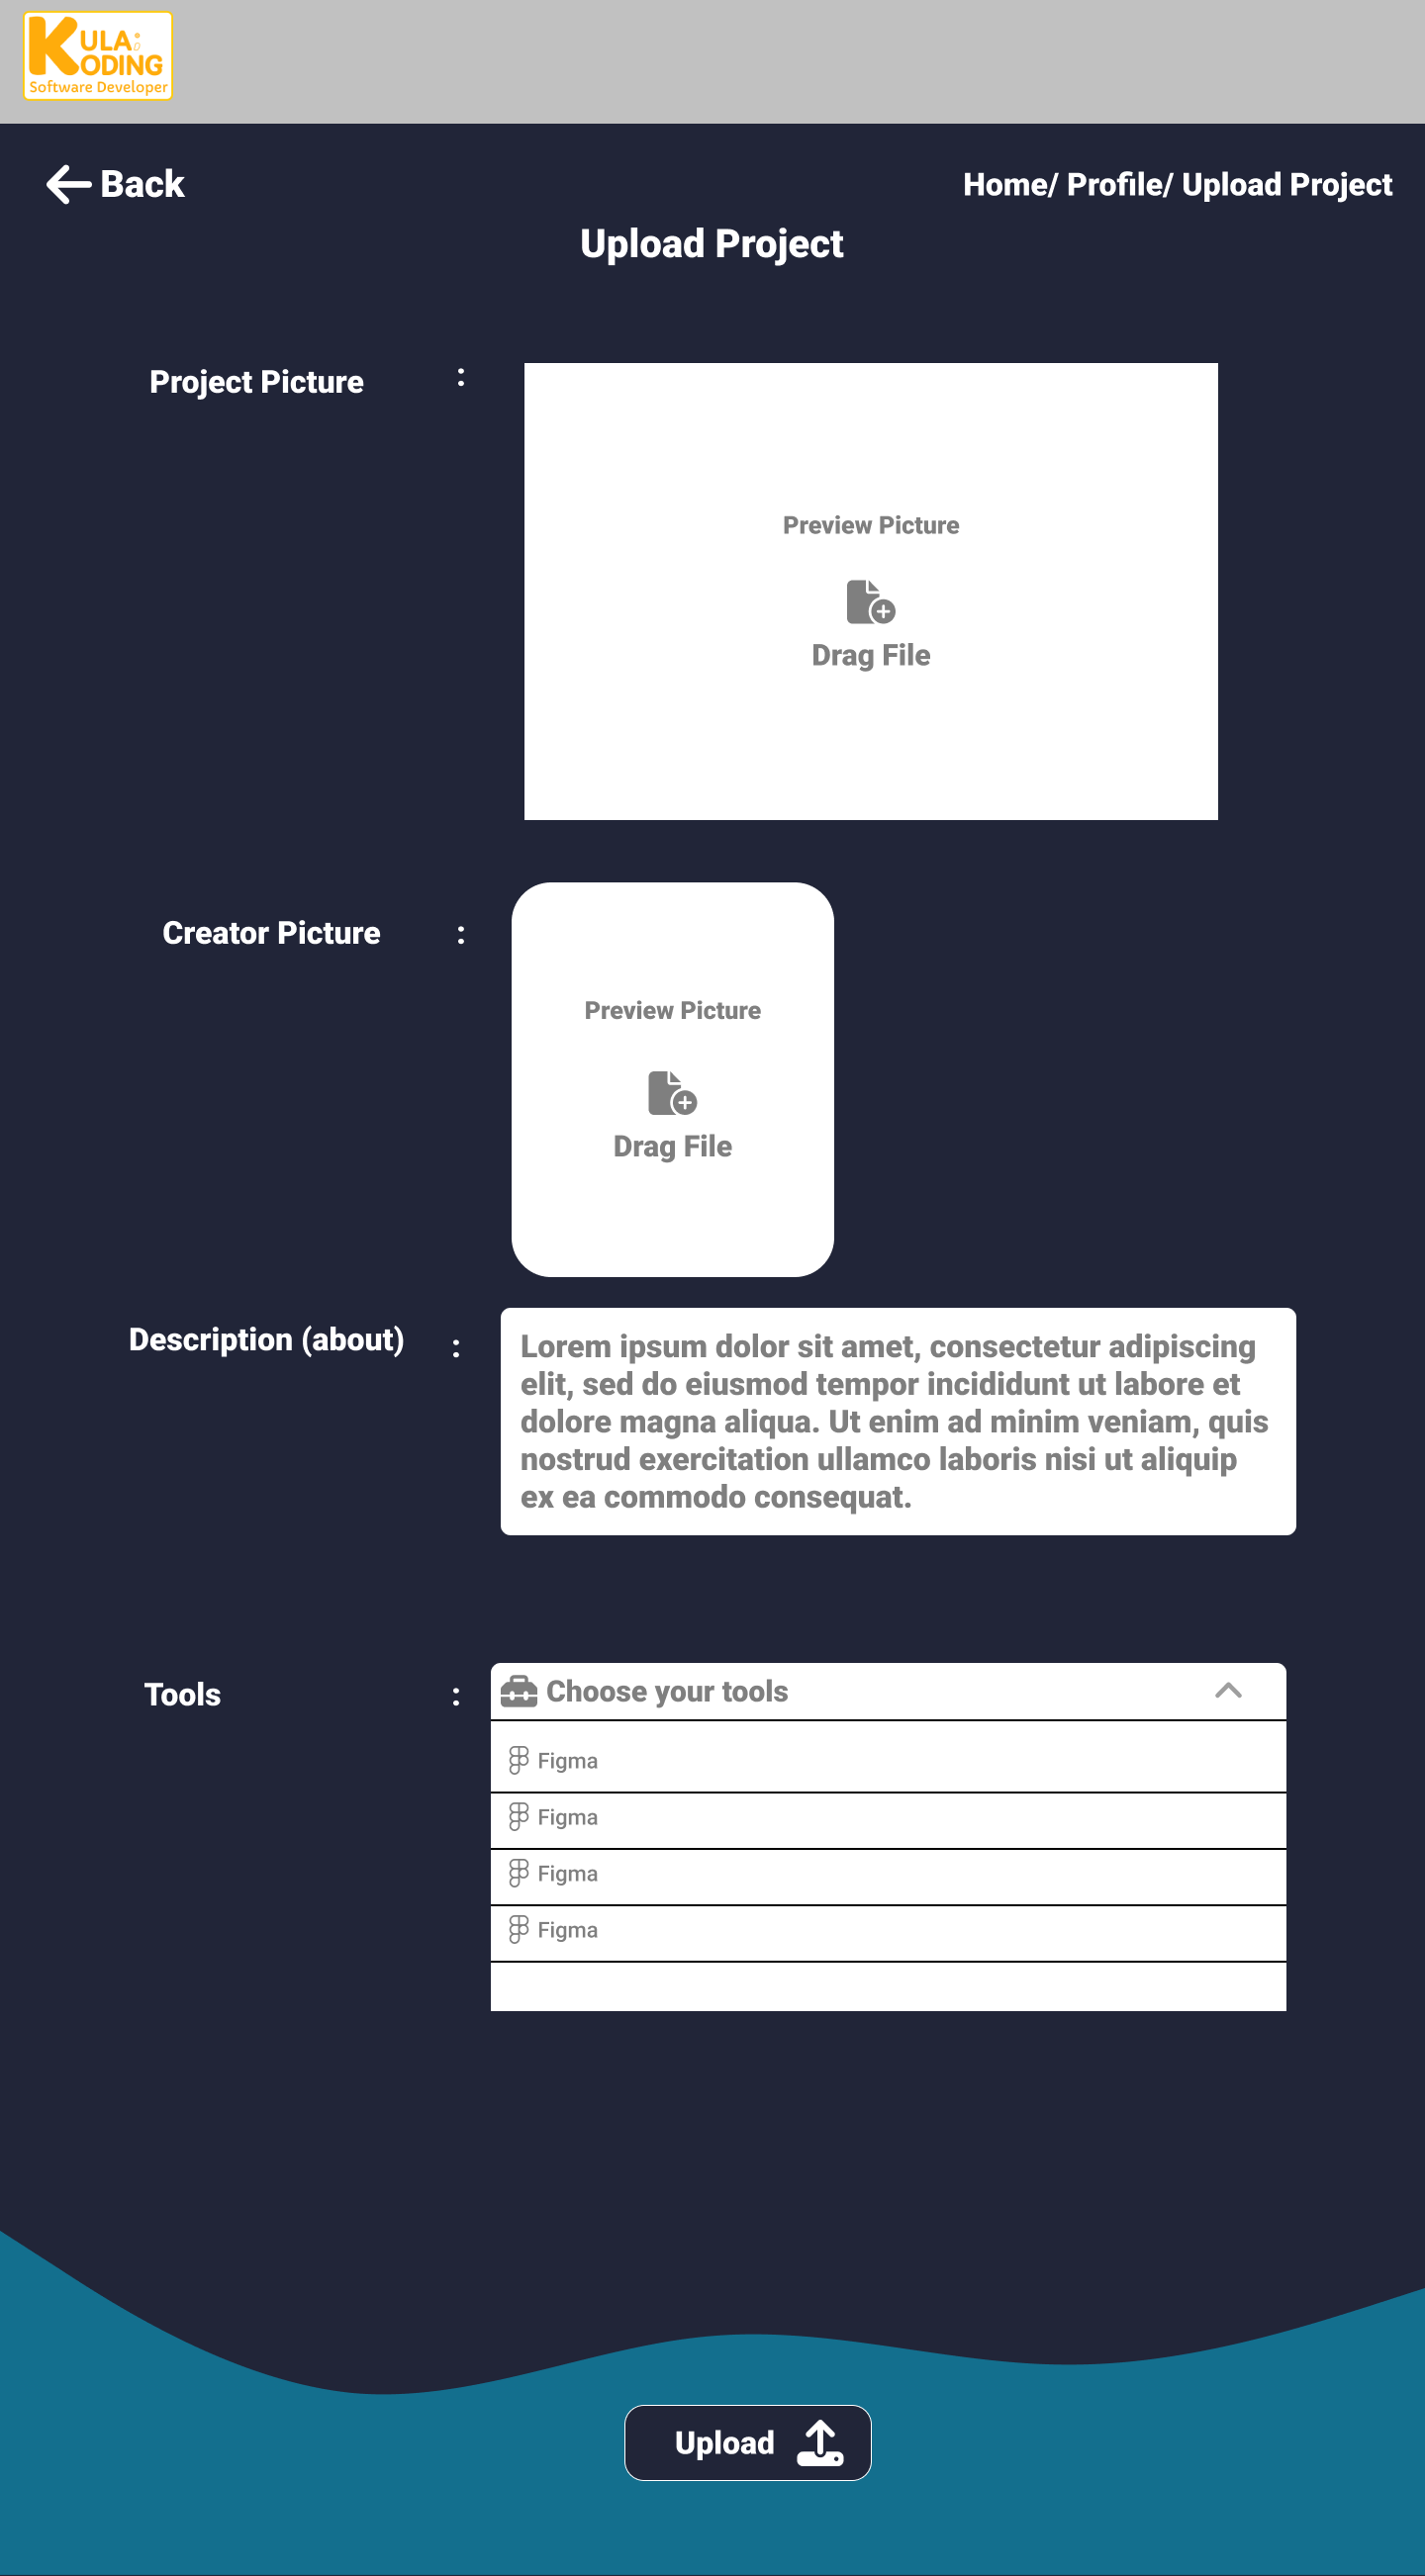 KULA
KODING
Software Developer
Back
Home/ Profile/ Upload Project
Upload Project
Project Picture :
Preview Picture
Drag File
Creator Picture :
Preview Picture
Drag File
Description (about) :
Lorem ipsum dolor sit amet, consectetur adipiscing
elit, sed do eiusmod tempor incididunt ut labore et
dolore magna aliqua. Ut enim ad minim veniam, quis
nostrud exercitation ullamco laboris nisi ut aliquip
ex ea commodo consequat.
Tools :
Choose your tools
Figma
Figma
Figma
Figma
Upload